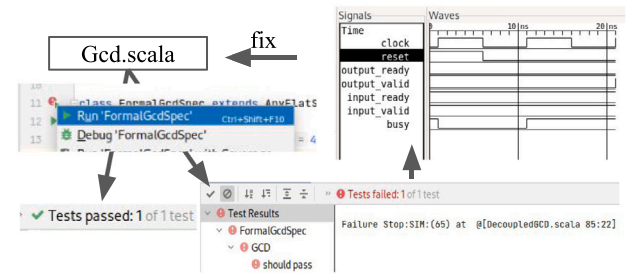 Gcd.scala
fix
11 class FormalGcdSpec extends AnyFlatS
12 Run 'FormalGcdSpec' Ctrl+Shift+F10
13 Debug 'FormalGcdSpec' = 4
Signals Waves
Time 10 ns 20 ns
clock
reset
output_ready
output_valid
input_ready
input_valid
busy
Tests passed: 1 of 1 test
Tests failed: 1 of 1 test
Test Results
FormalGcdSpec
GCD
should pass
Failure Stop:SIM:(65) at @[DecoupledGCD.scala 85:22]